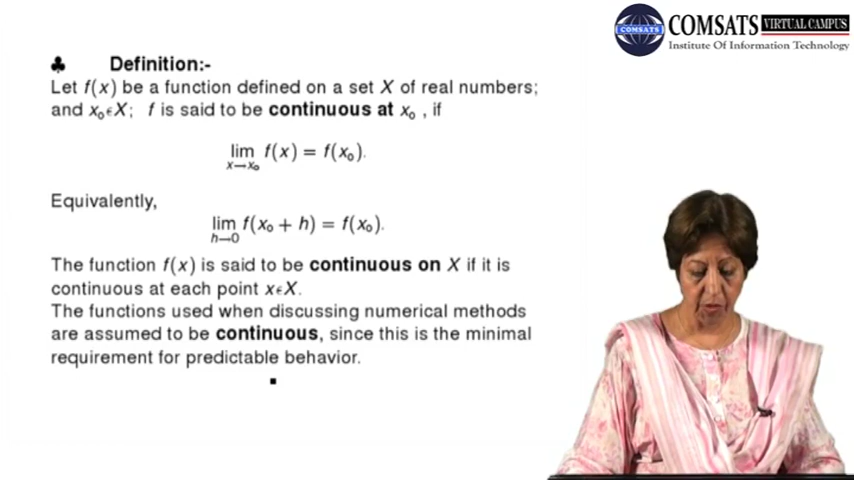 COMSATS VIRTUAL CAMPUS
Institute Of Information Technology
COMSATS
♣ Definition:-
Let f(x) be a function defined on a set X of real numbers;
and x₀ϵX; f is said to be continuous at x₀ , if
lim f(x) = f(x₀).
x→x₀
Equivalently,
lim f(x₀ + h) = f(x₀).
h→0
The function f(x) is said to be continuous on X if it is
continuous at each point xϵX.
The functions used when discussing numerical methods
are assumed to be continuous, since this is the minimal
requirement for predictable behavior.